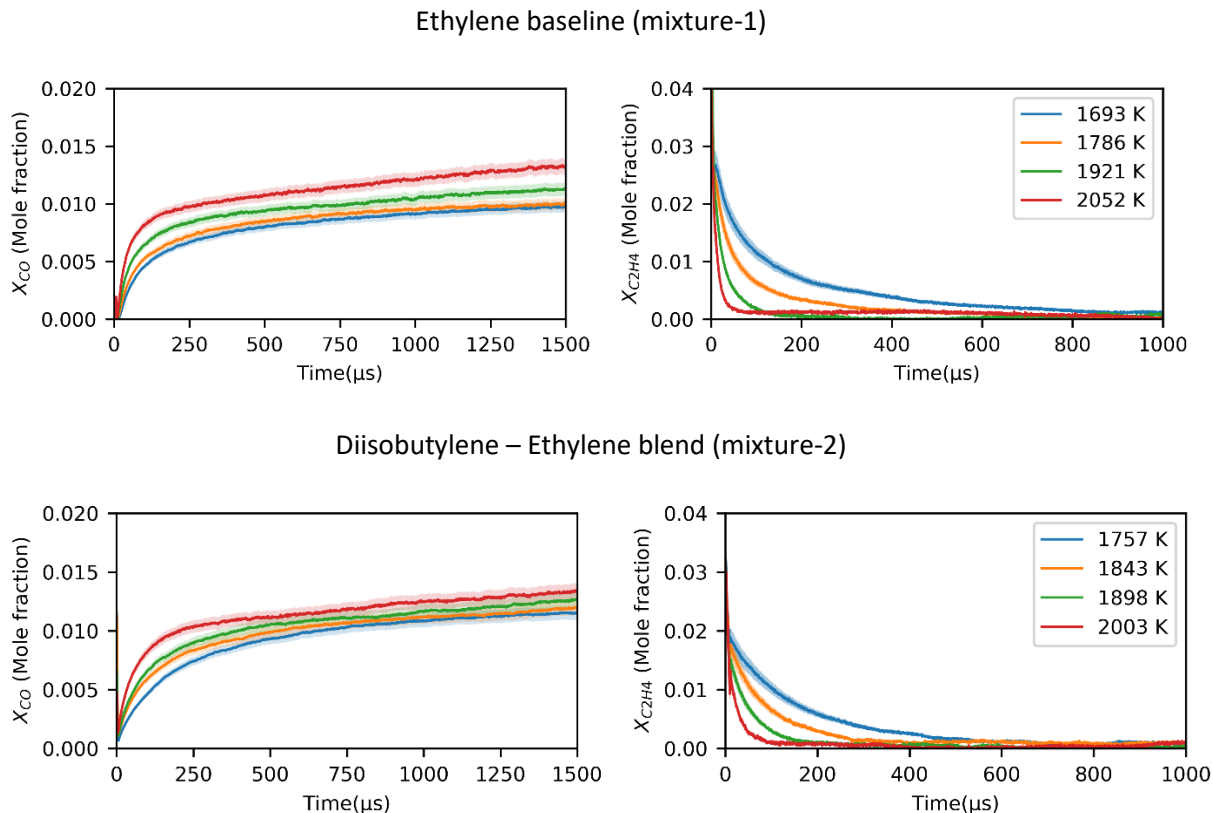 Ethylene baseline (mixture-1)
X_CO (Mole fraction)
0.020
0.015
0.010
0.005
0.000
0 250 500 750 1000 1250 1500
Time(µs)
X_C2H4 (Mole fraction)
0.04
0.03
0.02
0.01
0.00
0 200 400 600 800 1000
Time(µs)
1693 K
1786 K
1921 K
2052 K
Diisobutylene – Ethylene blend (mixture-2)
X_CO (Mole fraction)
0.020
0.015
0.010
0.005
0.000
0 250 500 750 1000 1250 1500
Time(µs)
X_C2H4 (Mole fraction)
0.04
0.03
0.02
0.01
0.00
0 200 400 600 800 1000
Time(µs)
1757 K
1843 K
1898 K
2003 K